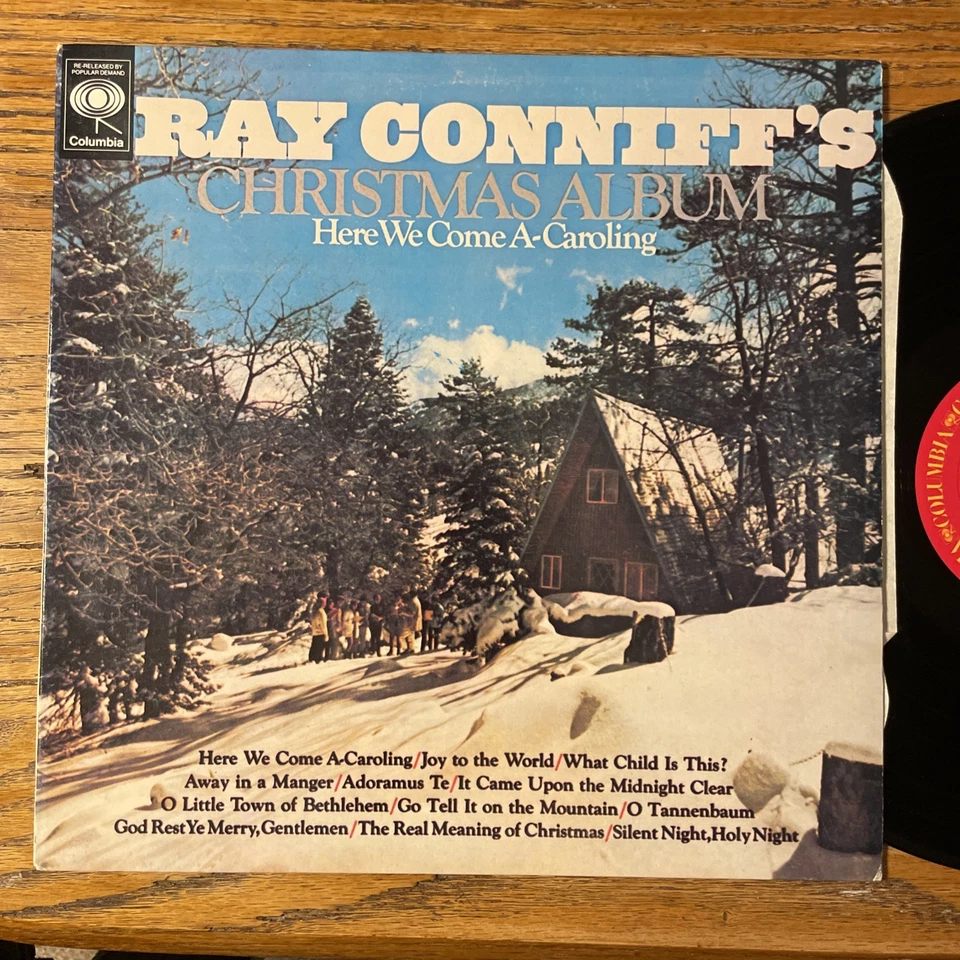 RE-RELEASED BY
POPULAR DEMAND
Columbia
RAY CONNIFF'S
CHRISTMAS ALBUM
Here We Come A-Caroling
COLUMBIA
Here We Come A-Caroling/Joy to the World/What Child Is This?
Away in a Manger/Adoramus Te/It Came Upon the Midnight Clear
O Little Town of Bethlehem/Go Tell It on the Mountain/O Tannenbaum
God Rest Ye Merry, Gentlemen/The Real Meaning of Christmas/Silent Night, Holy Night